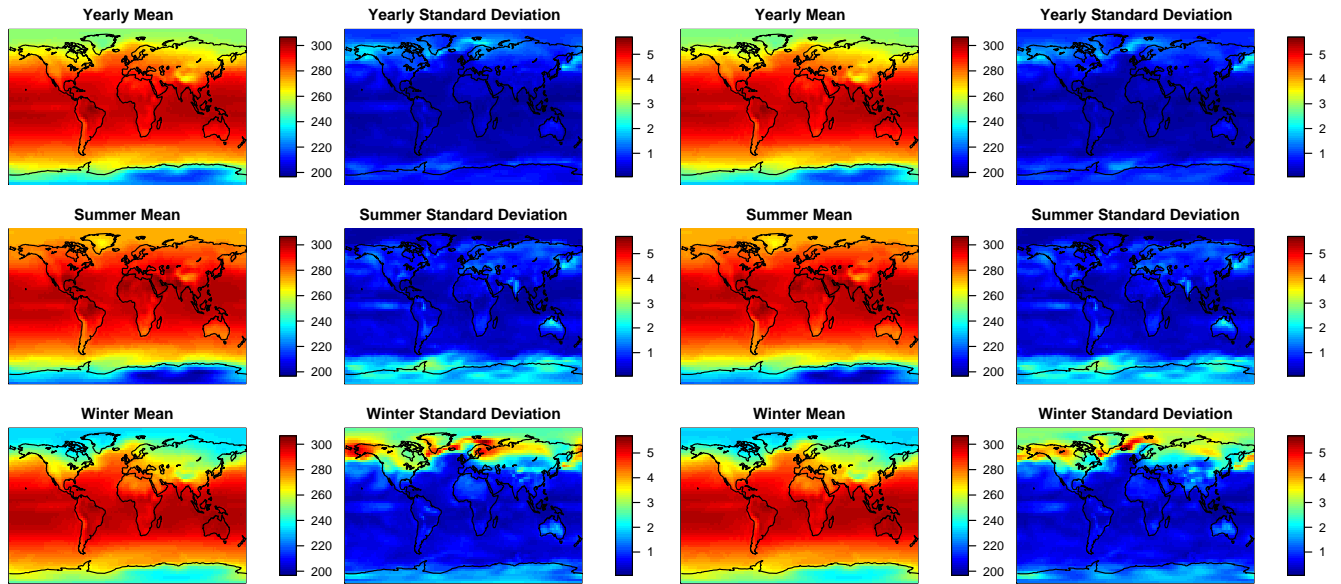 Yearly Mean Yearly Standard Deviation Yearly Mean Yearly Standard Deviation
300 5 300 5
280 4 280 4
260 3 260 3
240 240
220 2 220 2
200 1 200 1
Summer Mean Summer Standard Deviation Summer Mean Summer Standard Deviation
300 5 300 5
280 4 280 4
260 3 260 3
240 240
220 2 220 2
200 1 200 1
Winter Mean Winter Standard Deviation Winter Mean Winter Standard Deviation
300 5 300 5
280 4 280 4
260 3 260 3
240 240
220 2 220 2
200 1 200 1